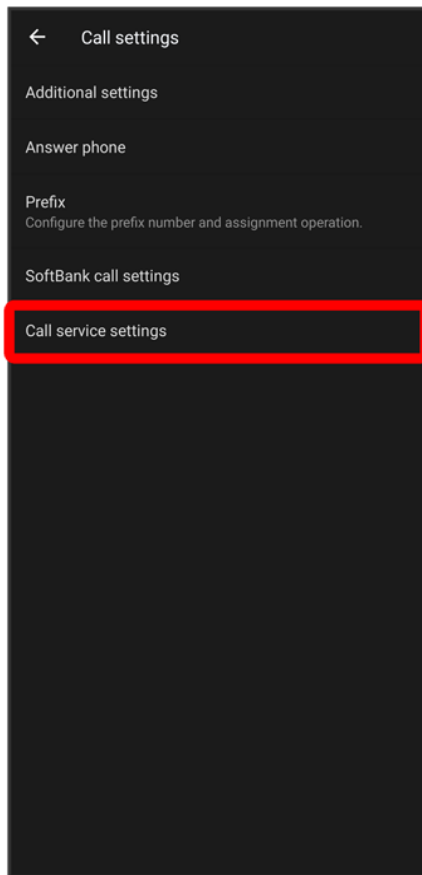 Call settings
Additional settings
Answer phone
Prefix
Configure the prefix number and assignment operation.
SoftBank call settings
Call service settings